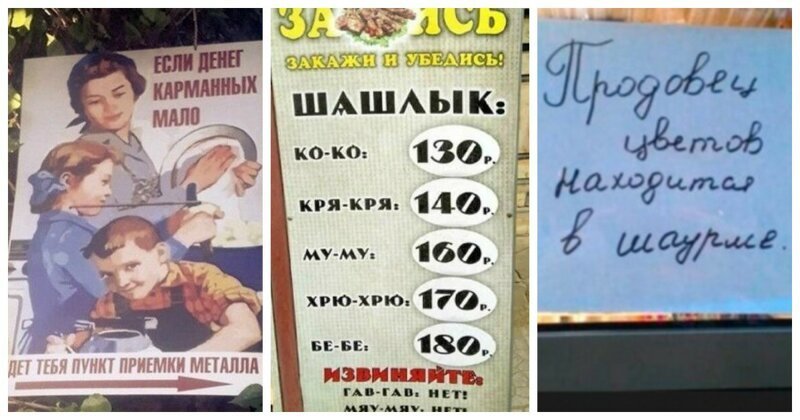 ЕСЛИ ДЕНЕГ
КАРМАННЫХ
МАЛО
ДЕТ ТЕБЯ ПУНКТ ПРИЕМКИ МЕТАЛЛА
ЗАКАЖИ И УБЕДИСЬ!
ШАШЛЫК:
КО-КО: 130р.
КРЯ-КРЯ: 140р.
МУ-МУ: 160р.
ХРЮ-ХРЮ: 170р.
БЕ-БЕ: 180р.
ИЗВИНЯЙТЕ:
ГАВ-ГАВ: НЕТ!
МЯУ-МЯУ: НЕТ!
Продовец
цветов
находится
в шаурме.